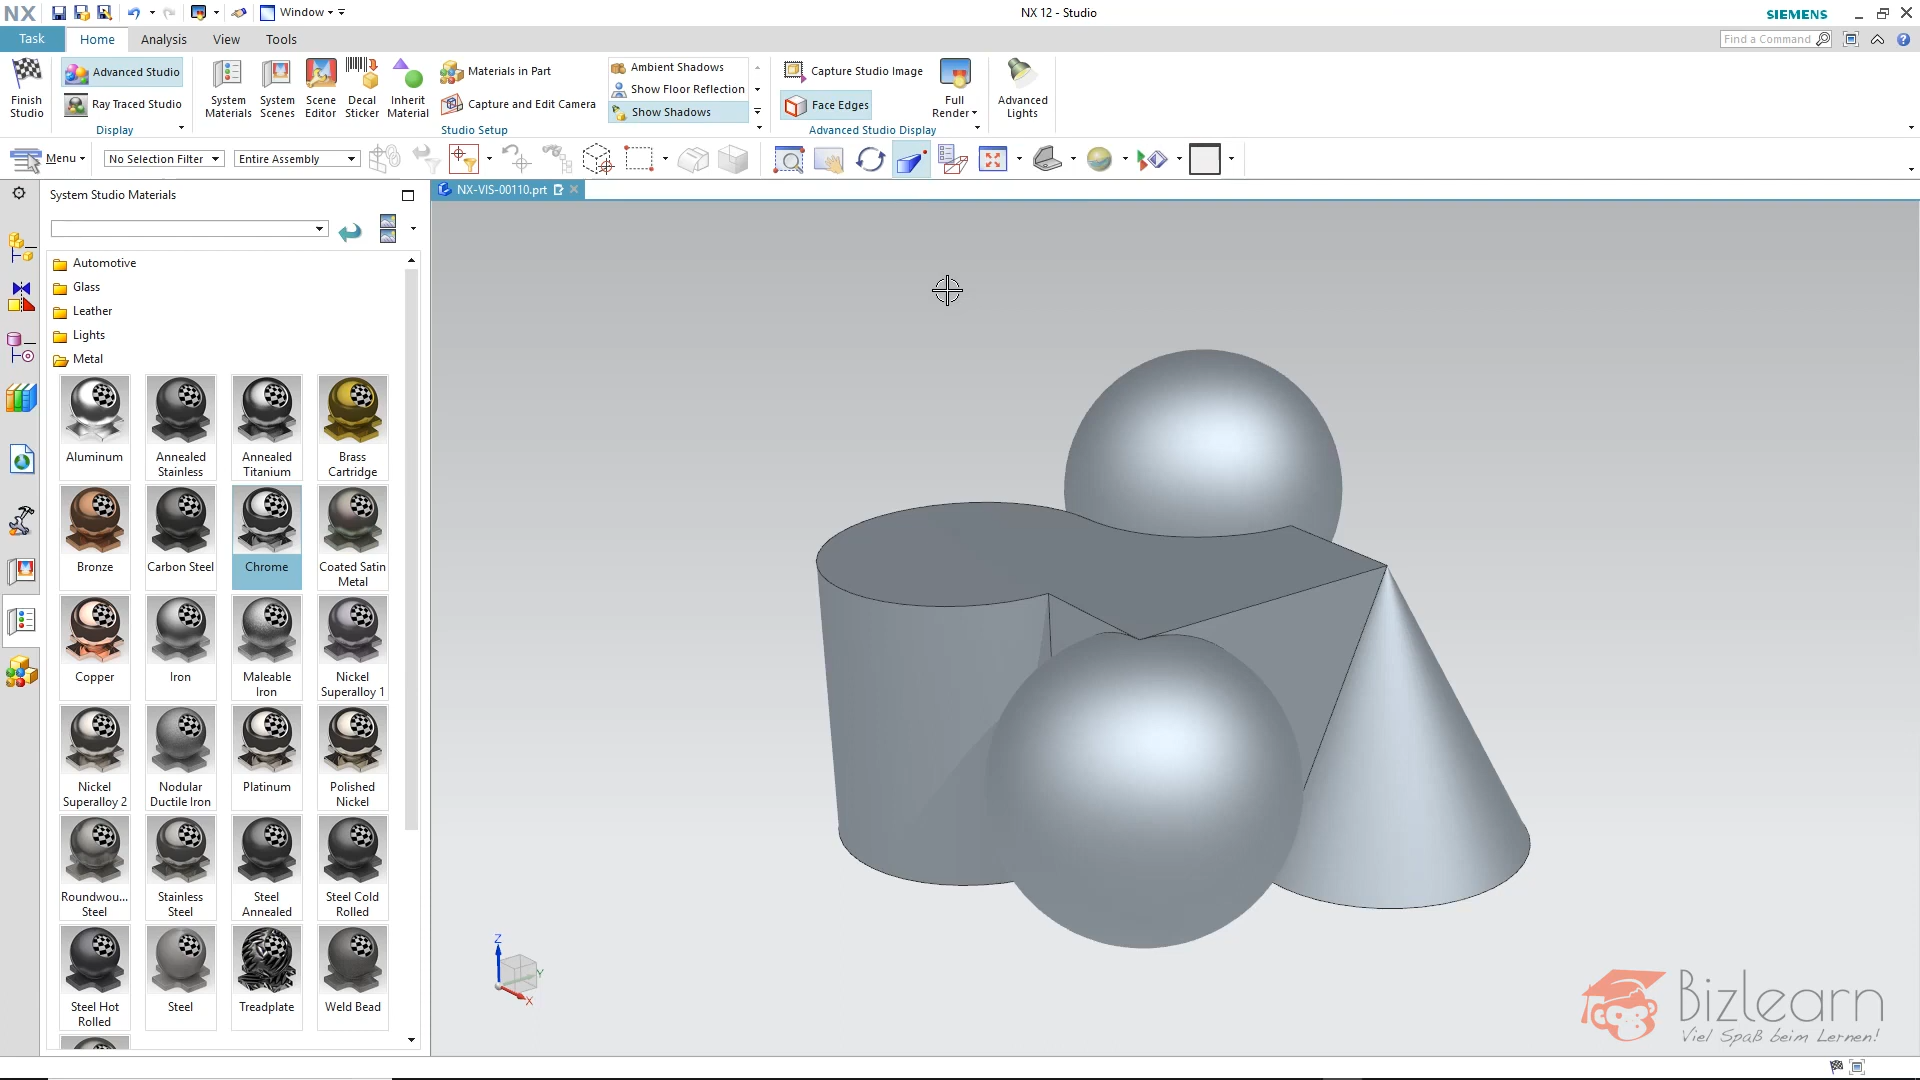 NX
Window
NX 12 - Studio
SIEMENS
Task
Home
Analysis
View
Tools
Find a Command
Finish
Studio
Advanced Studio
Ray Traced Studio
Display
System
Materials
System
Scenes
Scene
Editor
Decal
Sticker
Inherit
Material
Materials in Part
Capture and Edit Camera
Studio Setup
Ambient Shadows
Show Floor Reflection
Show Shadows
Capture Studio Image
Face Edges
Full
Render
Advanced Studio Display
Advanced
Lights
Menu
No Selection Filter
Entire Assembly
System Studio Materials
NX-VIS-00110.prt
Automotive
Glass
Leather
Lights
Metal
Aluminum
Annealed
Stainless
Annealed
Titanium
Brass
Cartridge
Bronze
Carbon Steel
Chrome
Coated Satin
Metal
Copper
Iron
Maleable
Iron
Nickel
Superalloy 1
Nickel
Superalloy 2
Nodular
Ductile Iron
Platinum
Polished
Nickel
Roundwou...
Steel
Stainless
Steel
Steel
Annealed
Steel Cold
Rolled
Steel Hot
Rolled
Steel
Treadplate
Weld Bead
Z
Y
X
Bizlearn
Viel Spaß beim Lernen!